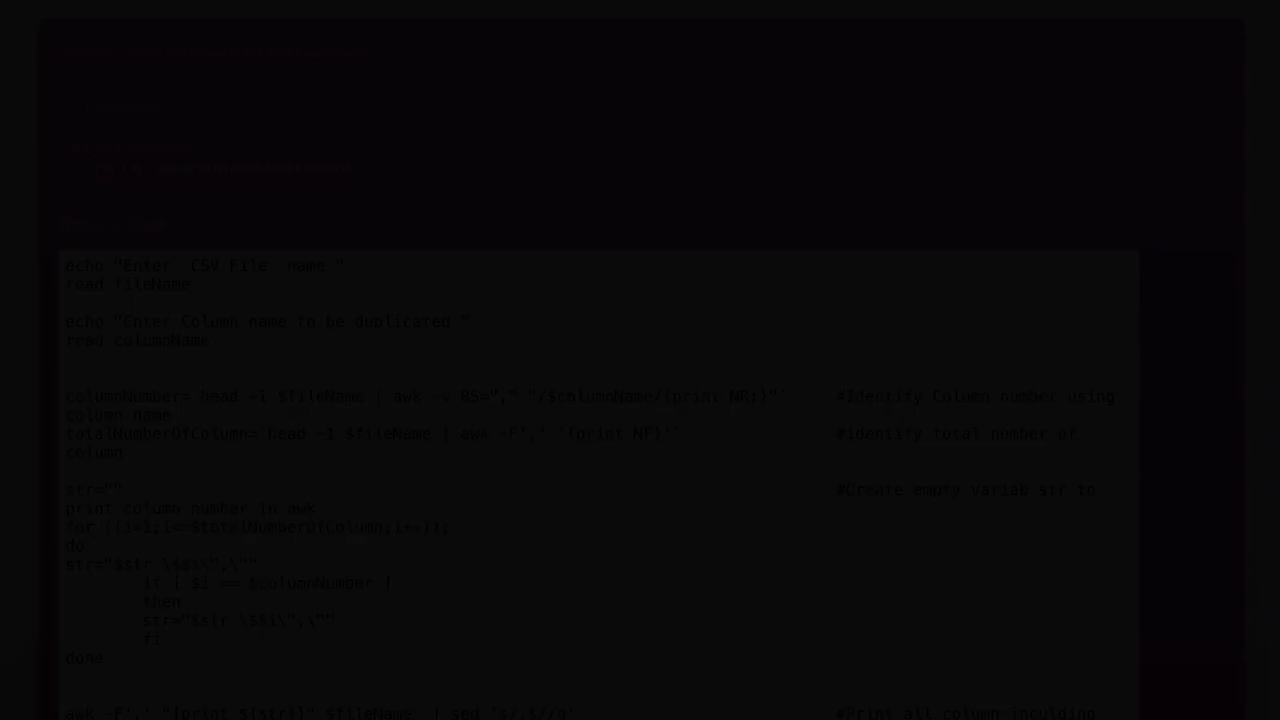 echo "Enter  CSV File  name "
read fileName
echo "Enter Column name to be duplicated "
read columnName
columnNumber=`head -1 $fileName | awk -v RS="," "/$columnName/{print NR;}"` #Identify Column number using
column name
totalNumberOfColumn=`head -1 $fileName | awk -F',' '{print NF}'` #identify total number of
column
str="" #Create empty variab str to
print column number in awk
for ((i=1;i<=$totalNumberOfColumn;i++));
do
str="$str \$$i\",\""
if [ $i == $columnNumber ]
then
str="$str \$$i\",\""
fi
done
awk -F',' "{print ${str}}" $fileName | sed 's/,$//g' #Print all column inculding